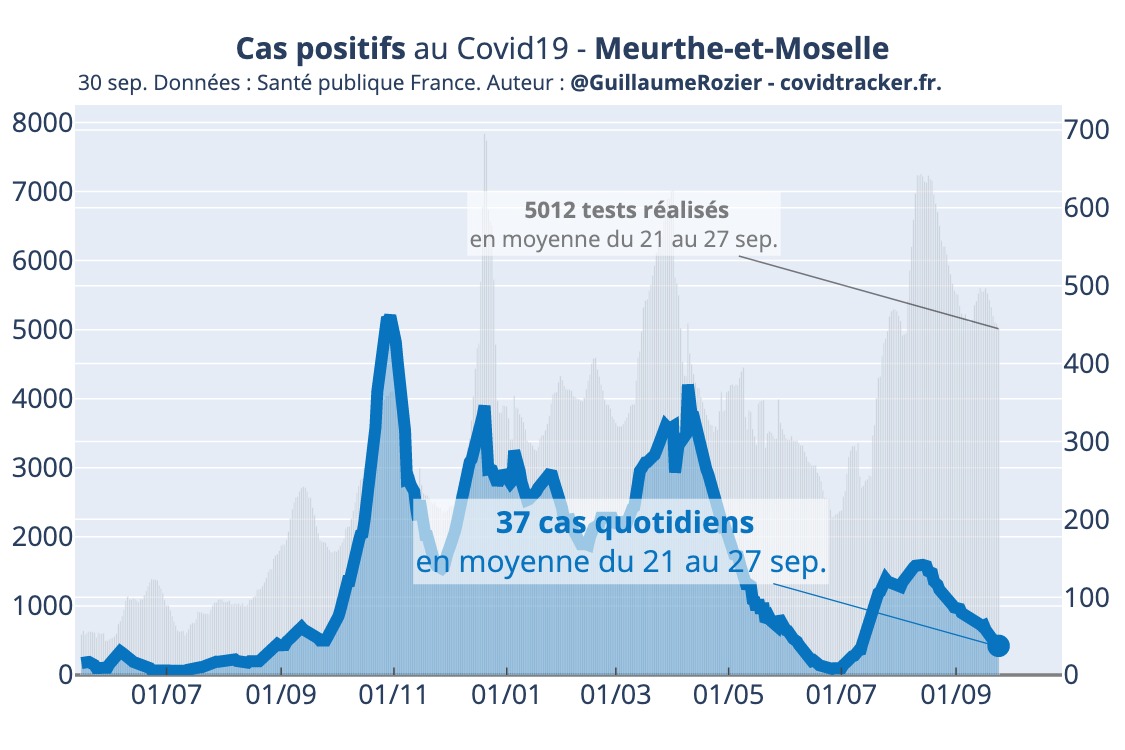 Cas positifs au Covid19 - Meurthe-et-Moselle
30 sep. Données : Santé publique France. Auteur : @GuillaumeRozier - covidtracker.fr.
8000
7000
6000
5000
4000
3000
2000
1000
0
700
600
500
400
300
200
100
0
5012 tests réalisés
en moyenne du 21 au 27 sep.
37 cas quotidiens
en moyenne du 21 au 27 sep.
01/07 01/09 01/11 01/01 01/03 01/05 01/07 01/09